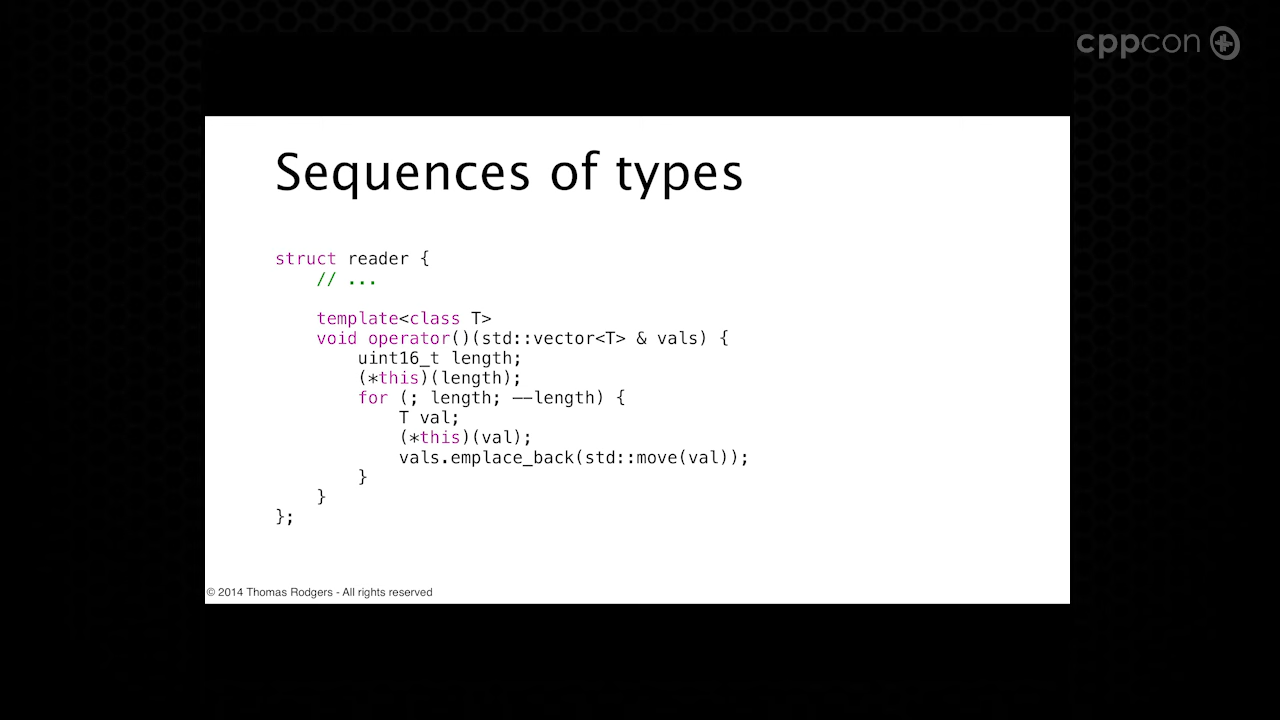 cppcon
Sequences of types
struct reader {
    // ...
    template<class T>
    void operator()(std::vector<T> & vals) {
        uint16_t length;
        (*this)(length);
        for (; length; --length) {
            T val;
            (*this)(val);
            vals.emplace_back(std::move(val));
        }
    }
};
© 2014 Thomas Rodgers - All rights reserved